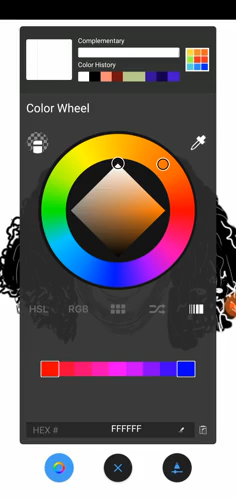 Complementary
Color History
Color Wheel
HSL RGB
HEX # FFFFFF